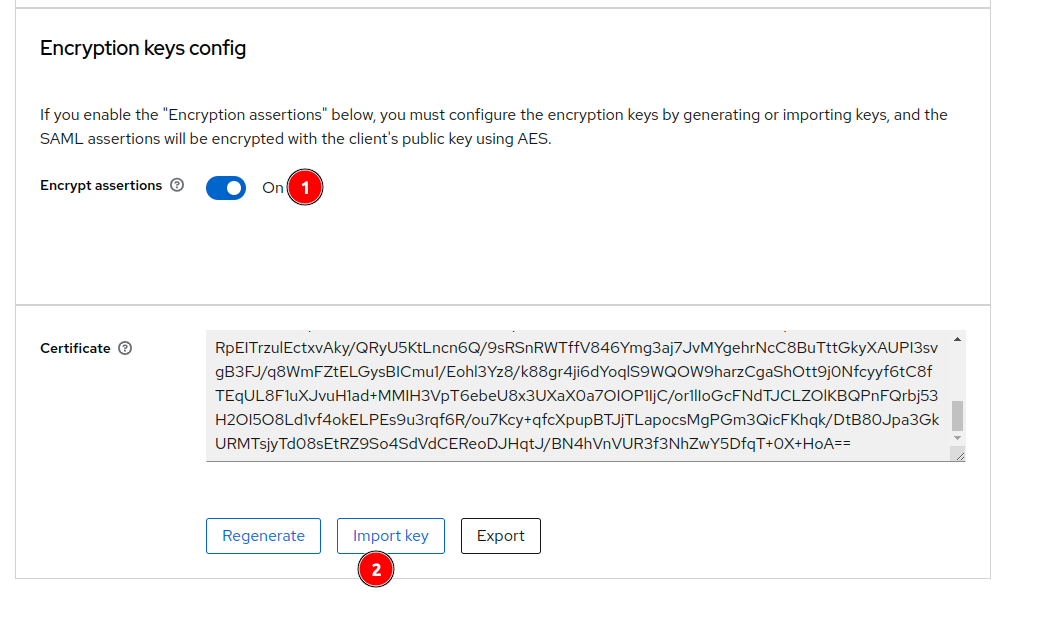 Encryption keys config
If you enable the "Encryption assertions" below, you must configure the encryption keys by generating or importing keys, and the
SAML assertions will be encrypted with the client's public key using AES.
Encrypt assertions
On
1
Certificate
RpEITrzulEctxvAky/QRyU5KtLncn6Q/9sRSnRWTffV846Ymg3aj7JvMYgehrNcC8BuTttGkyXAUPI3sv
gB3FJ/q8WmFZtELGysBICmu1/Eohl3Yz8/k88gr4ji6dYoqlS9WQOW9harzCgaShOtt9j0Nfcyyf6tC8f
TEqUL8F1uXJvuH1ad+MMIH3VpT6ebeU8x3UXaX0a7OIOP1IjC/or1lIoGcFNdTJCLZOlKBQPnFQrbj53
H2OI5O8Ld1vf4okELPEs9u3rqf6R/ou7Kcy+qfcXpupBTJjTLapocsMgPGm3QicFKhqk/DtB80Jpa3Gk
URMTsjyTd08sEtRZ9So4SdVdCEReoDJHqtJ/BN4hVnVUR3f3NhZwY5DfqT+0X+HoA==
Regenerate
Import key
Export
2